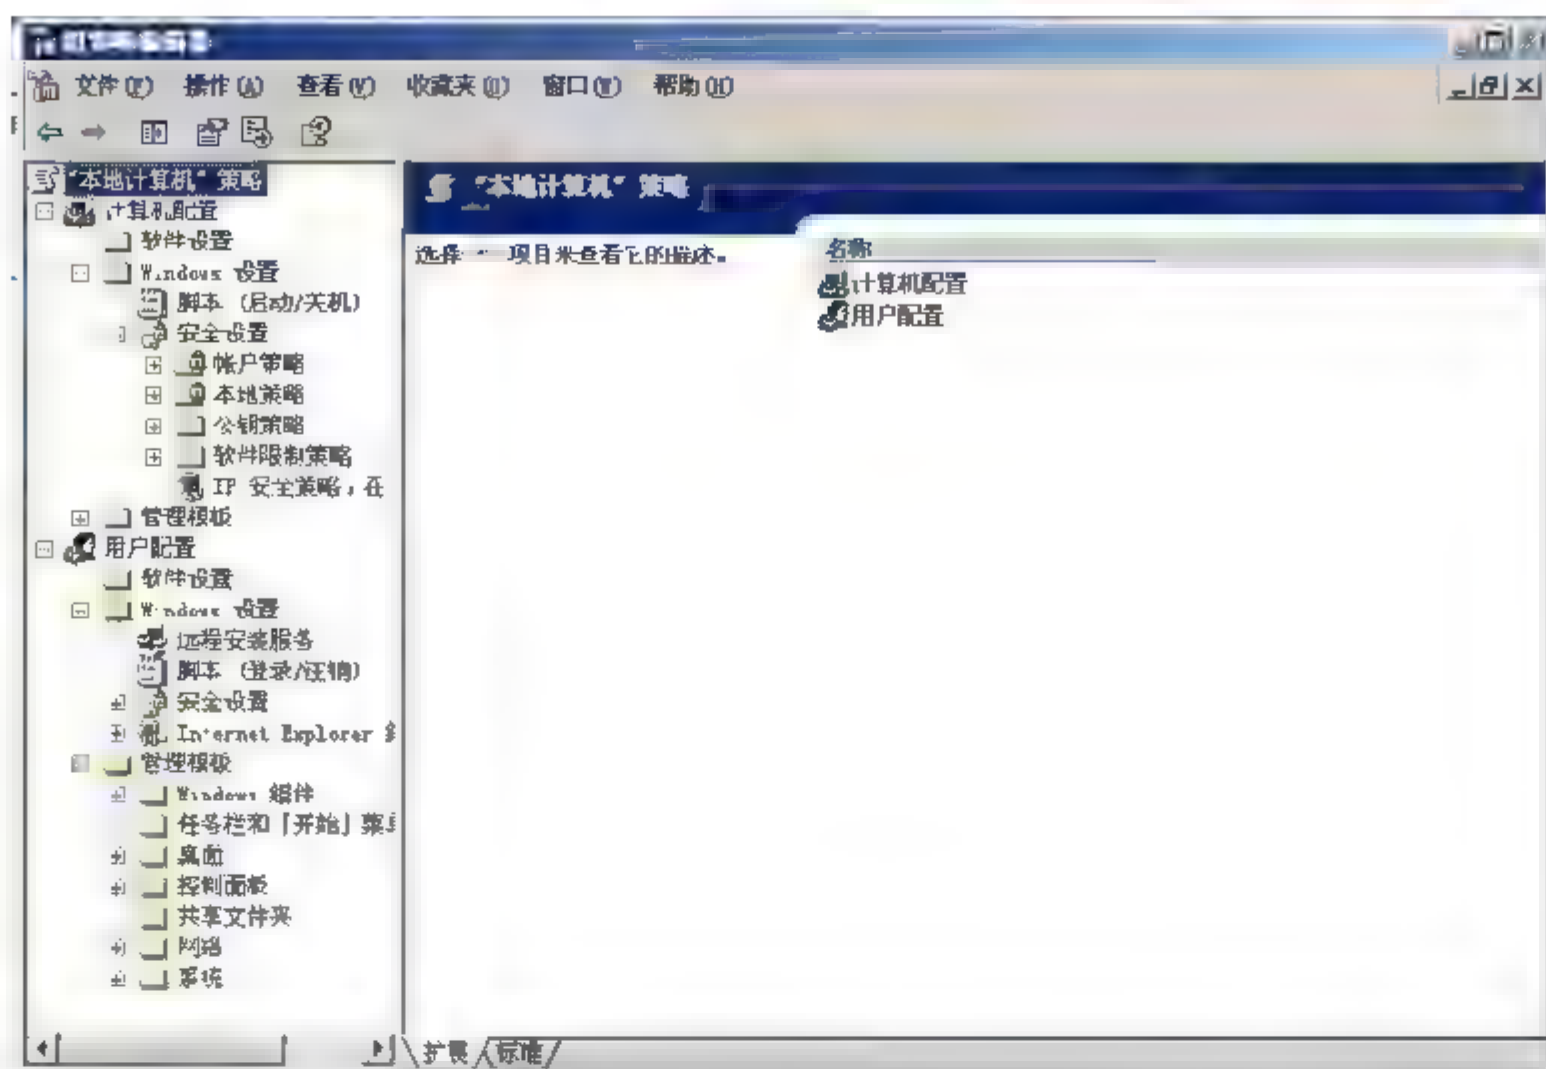 组策略编辑器
文件(F) 操作(A) 查看(V) 收藏夹(O) 窗口(W) 帮助(H)
“本地计算机”策略
计算机配置
软件设置
Windows 设置
脚本 (启动/关机)
安全设置
帐户策略
本地策略
公钥策略
软件限制策略
IP 安全策略，在
管理模板
用户配置
软件设置
Windows 设置
远程安装服务
脚本 (登录/注销)
安全设置
Internet Explorer 维
管理模板
Windows 组件
任务栏和「开始」菜单
桌面
控制面板
共享文件夹
网络
系统
“本地计算机”策略
选择一个项目来查看它的描述。
名称
计算机配置
用户配置
扩展 标准